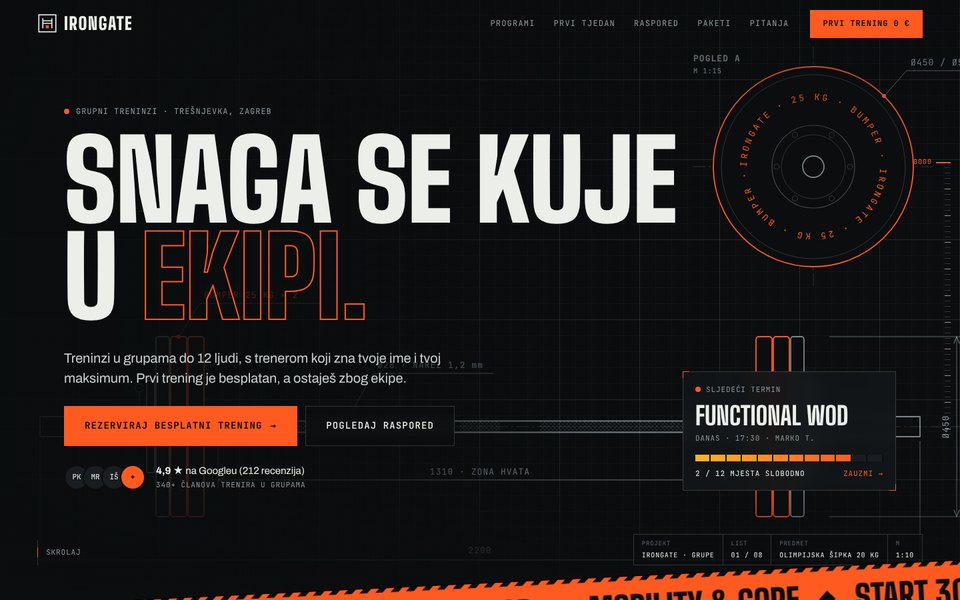 IRONGATE
PROGRAMI
PRVI TJEDAN
RASPORED
PAKETI
PITANJA
PRVI TRENING 0 €
POGLED A
M 1:15
IRONGATE · 25 KG · BUMPER · IRONGATE · 25 KG · BUMPER ·
GRUPNI TRENINZI · TREŠNJEVKA, ZAGREB
SNAGA SE KUJE
U EKIPI.
Treninzi u grupama do 12 ljudi, s trenerom koji zna tvoje ime i tvoj
maksimum. Prvi trening je besplatan, a ostaješ zbog ekipe.
REZERVIRAJ BESPLATNI TRENING →
POGLEDAJ RASPORED
PK MR IŠ +
4,9 ★ na Googleu (212 recenzija)
340+ ČLANOVA TRENIRA U GRUPAMA
1310 · ZONA HVATA
SLJEDEĆI TERMIN
FUNCTIONAL WOD
DANAS · 17:30 · MARKO T.
2 / 12 MJESTA SLOBODNO
ZAUZMI →
Ø450
SKROLAJ
2200
PROJEKT
IRONGATE · GRUPE
LIST
01 / 08
PREDMET
OLIMPIJSKA ŠIPKA 20 KG
M
1:10
MOBILITY & CORE ◆ START 30